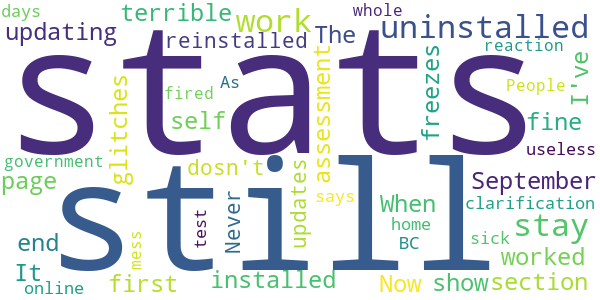 days
terrible
whole
work
uninstalled
updating
reinstalled
The
reaction
I've
stats
glitches
fired
As
assessment
freezes
People
self
fine
government
page
dosn't
useless
still
September
says
clarification
When
stay
updates
Never
test
home
BC
sick
end
mess
worked
It
online
first
installed
Now
show
section